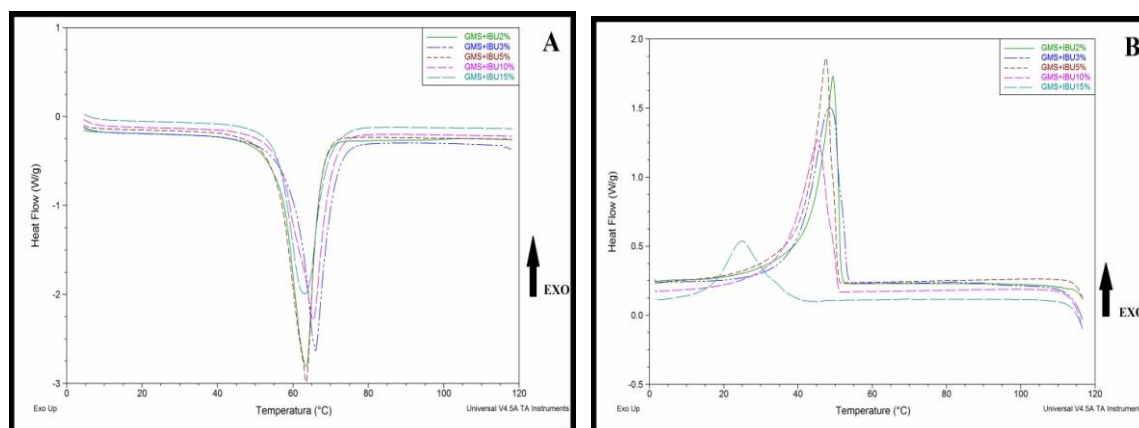 A
GMS+IBU2%
GMS+IBU3%
GMS+IBU5%
GMS+IBU10%
GMS+IBU15%
1
0
-1
-2
-3
Heat Flow (W/g)
EXO
0
20
40
60
80
100
120
Exo Up
Temperatura (°C)
Universal V4.5A TA Instruments
B
GMS+IBU2%
GMS+IBU3%
GMS+IBU5%
GMS+IBU10%
GMS+IBU15%
2.0
1.5
1.0
0.5
0.0
-0.5
Heat Flow (W/g)
EXO
0
20
40
60
80
100
120
Exo Up
Temperature (°C)
Universal V4.5A TA Instruments